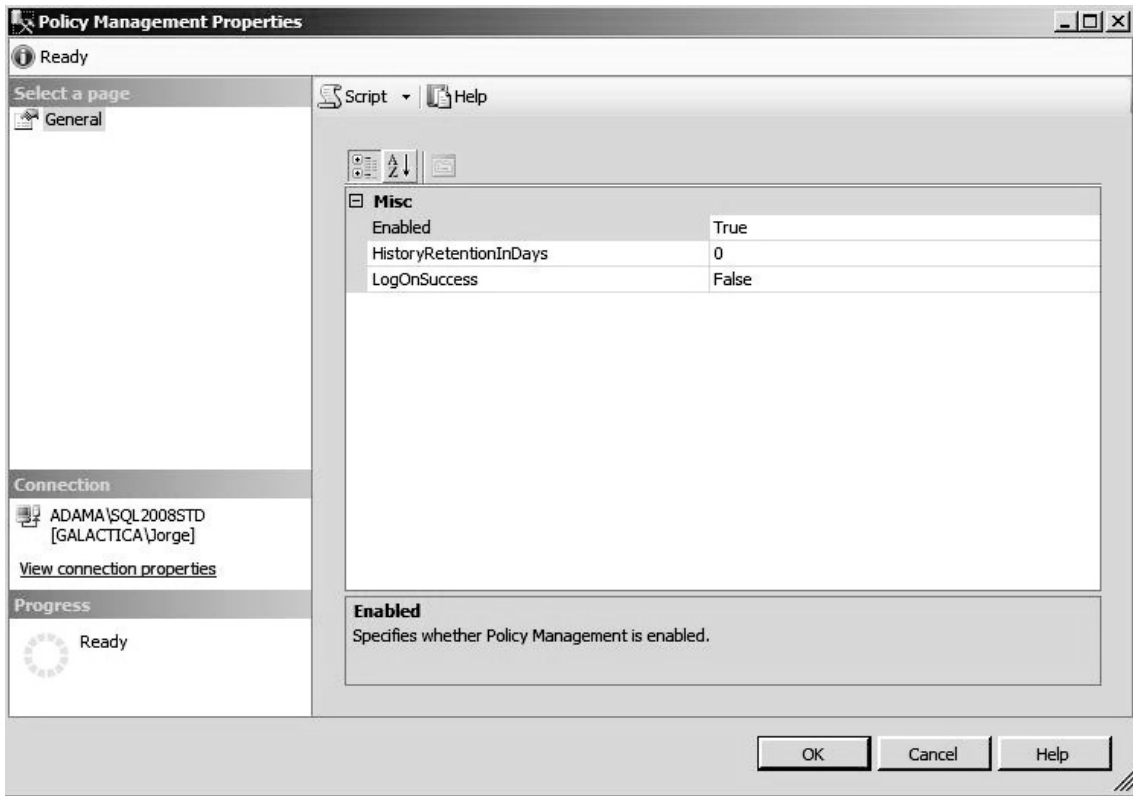 Policy Management Properties
Ready
Select a page
General
Script
Help
Misc
Enabled True
HistoryRetentionInDays 0
LogOnSuccess False
Connection
ADAMA\SQL2008STD
[GALACTICA\Jorge]
View connection properties
Progress
Ready
Enabled
Specifies whether Policy Management is enabled.
OK Cancel Help